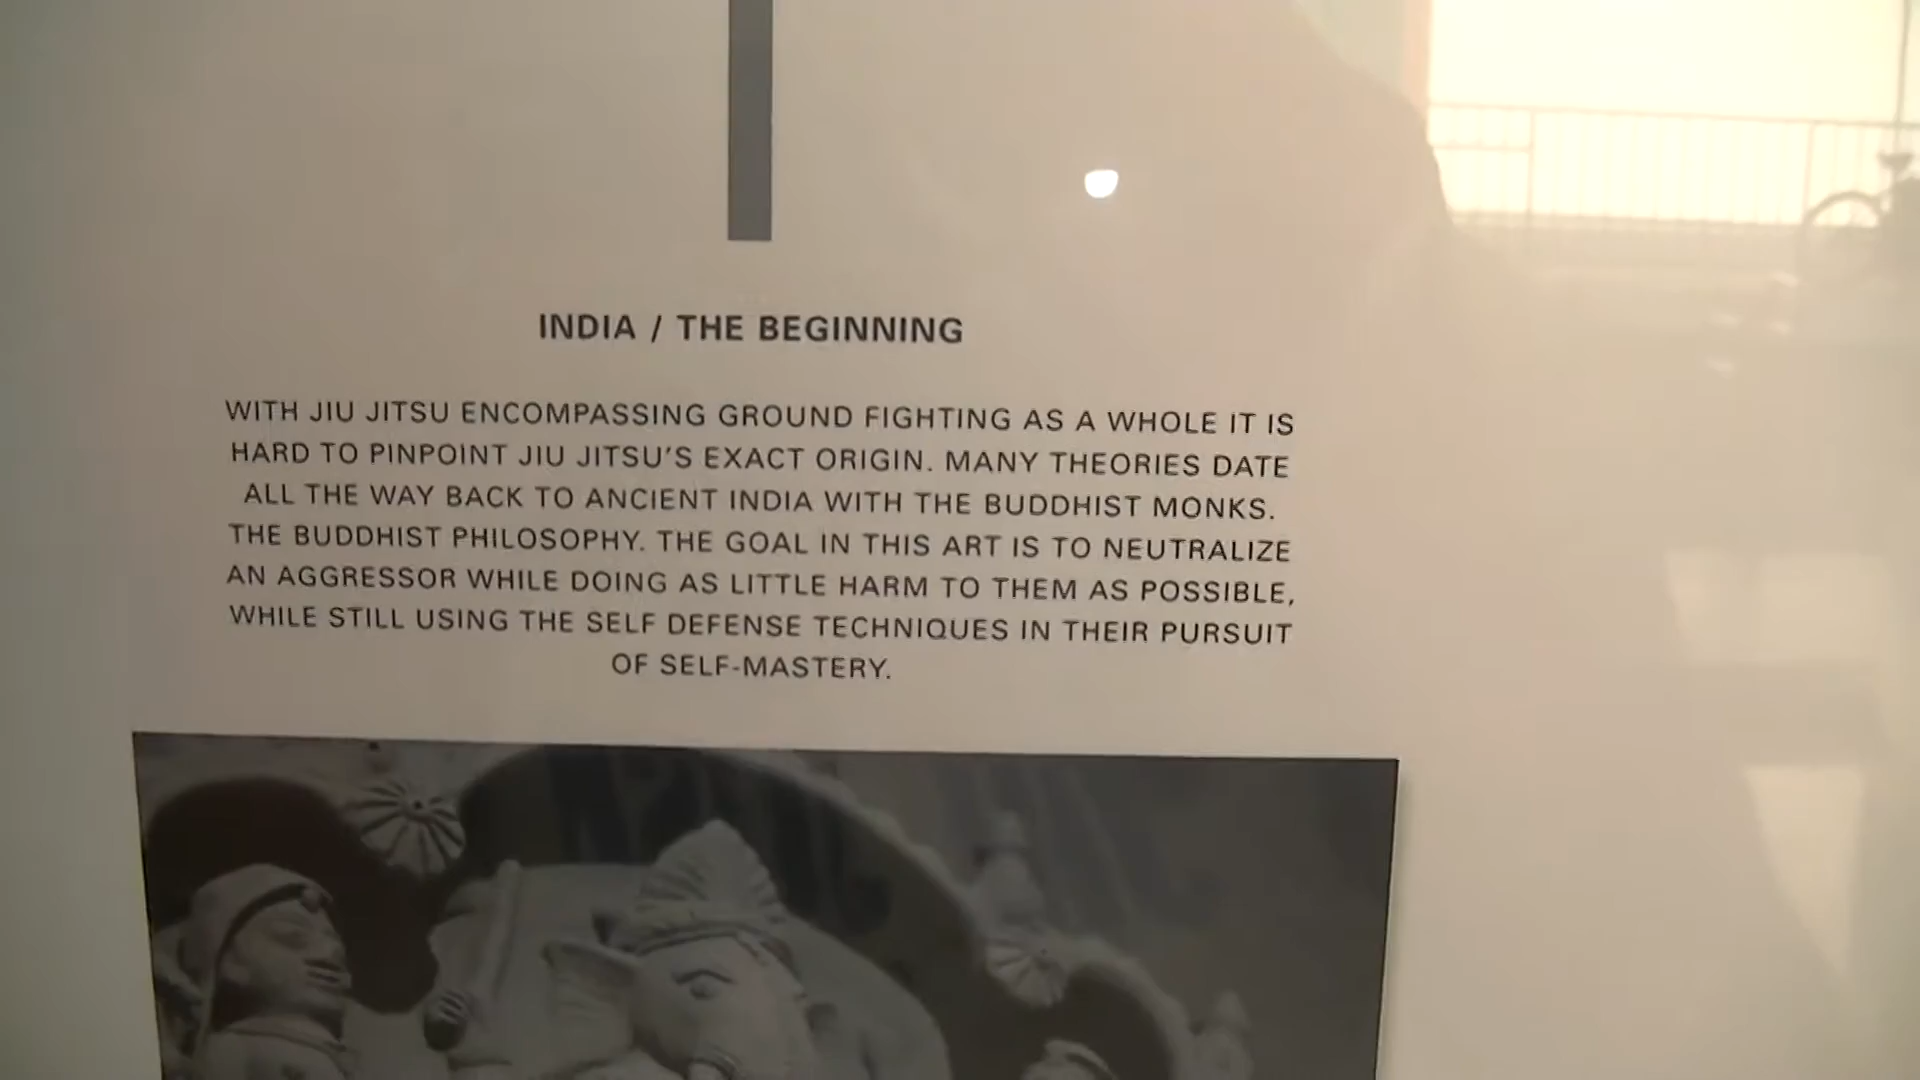 INDIA / THE BEGINNING
WITH JIU JITSU ENCOMPASSING GROUND FIGHTING AS A WHOLE IT IS
HARD TO PINPOINT JIU JITSU'S EXACT ORIGIN. MANY THEORIES DATE
ALL THE WAY BACK TO ANCIENT INDIA WITH THE BUDDHIST MONKS.
THE BUDDHIST PHILOSOPHY. THE GOAL IN THIS ART IS TO NEUTRALIZE
AN AGGRESSOR WHILE DOING AS LITTLE HARM TO THEM AS POSSIBLE,
WHILE STILL USING THE SELF DEFENSE TECHNIQUES IN THEIR PURSUIT
OF SELF-MASTERY.